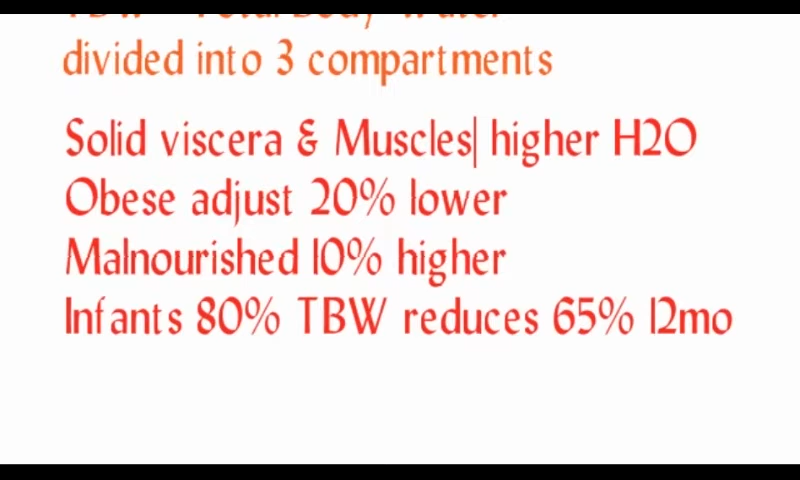 divided into 3 compartments
Solid viscera & Muscles| higher H2O
Obese adjust 20% lower
Malnourished 10% higher
Infants 80% TBW reduces 65% 12mo